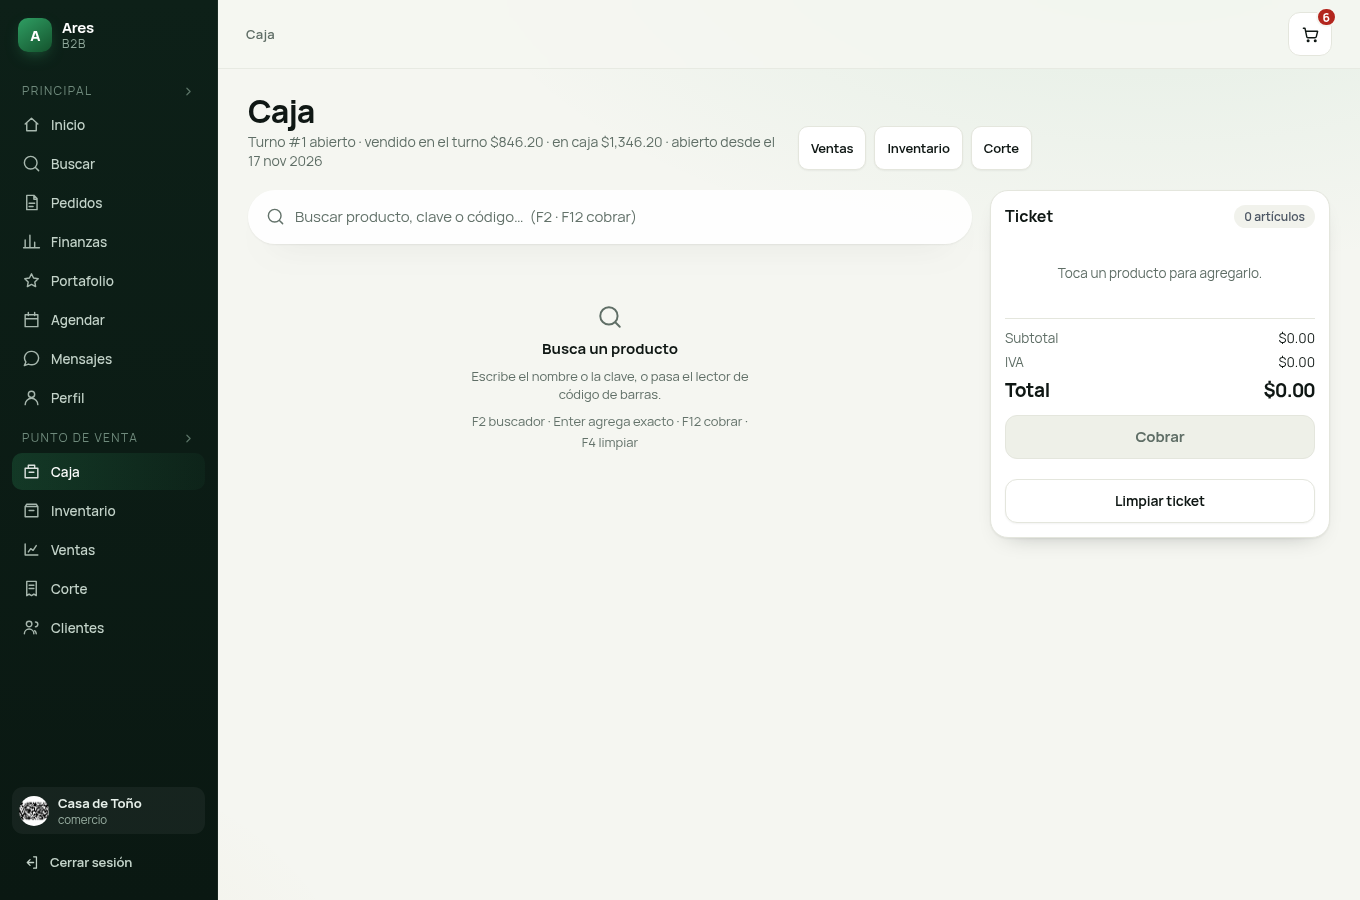 A
Ares
B2B
PRINCIPAL
Inicio
Buscar
Pedidos
Finanzas
Portafolio
Agendar
Mensajes
Perfil
PUNTO DE VENTA
Caja
Inventario
Ventas
Corte
Clientes
Casa de Toño
comercio
Cerrar sesión
Caja
6
Caja
Turno #1 abierto · vendido en el turno $846.20 · en caja $1,346.20 · abierto desde el
17 nov 2026
Ventas
Inventario
Corte
Buscar producto, clave o código… (F2 · F12 cobrar)
Busca un producto
Escribe el nombre o la clave, o pasa el lector de
código de barras.
F2 buscador · Enter agrega exacto · F12 cobrar ·
F4 limpiar
Ticket
0 artículos
Toca un producto para agregarlo.
Subtotal $0.00
IVA $0.00
Total $0.00
Cobrar
Limpiar ticket